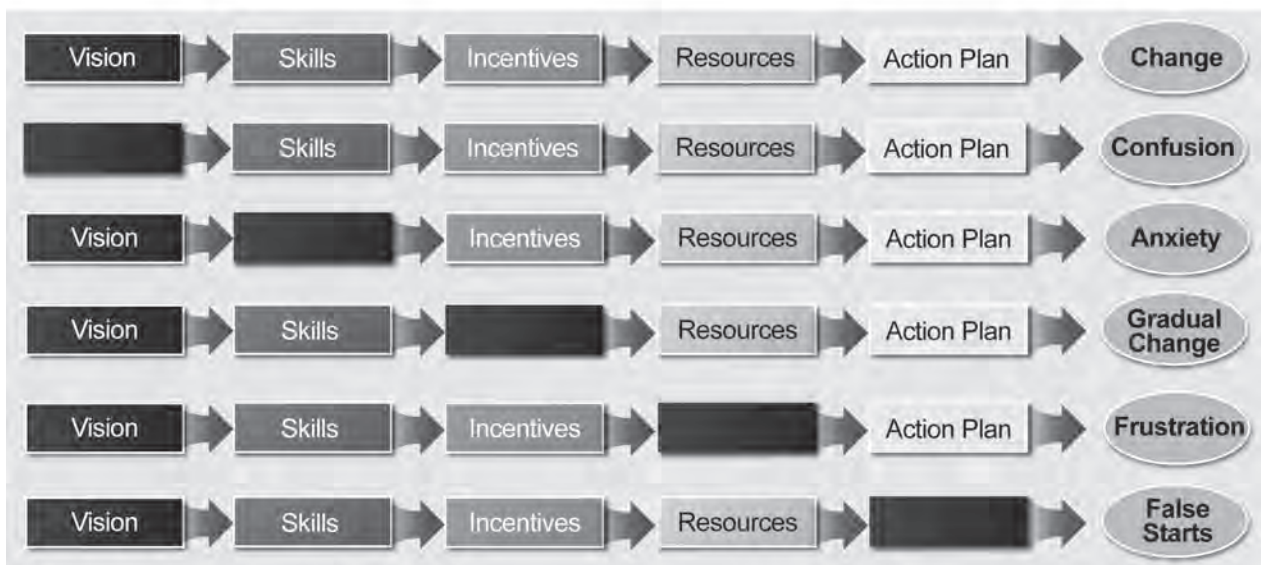 Vision Skills Incentives Resources Action Plan Change
Skills Incentives Resources Action Plan Confusion
Vision Incentives Resources Action Plan Anxiety
Vision Skills Resources Action Plan Gradual
Change
Vision Skills Incentives Action Plan Frustration
Vision Skills Incentives Resources False
Starts